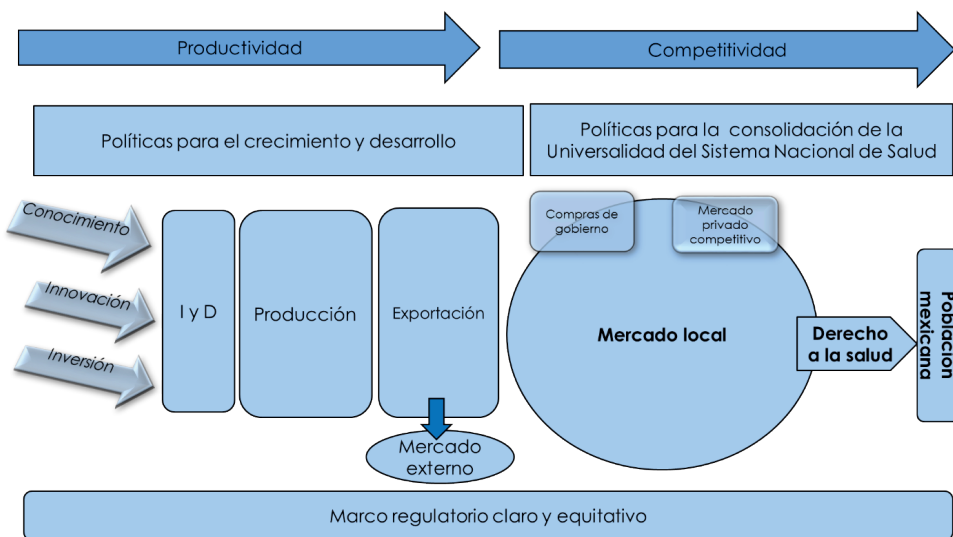 Productividad
Competitividad
Políticas para el crecimiento y desarrollo
Políticas para la consolidación de la
Universalidad del Sistema Nacional de Salud
Conocimiento
Innovación
Inversión
I y D
Producción
Exportación
Mercado
externo
Compras de
gobierno
Mercado
privado
competitivo
Mercado local
Derecho
a la salud
Población
mexicana
Marco regulatorio claro y equitativo